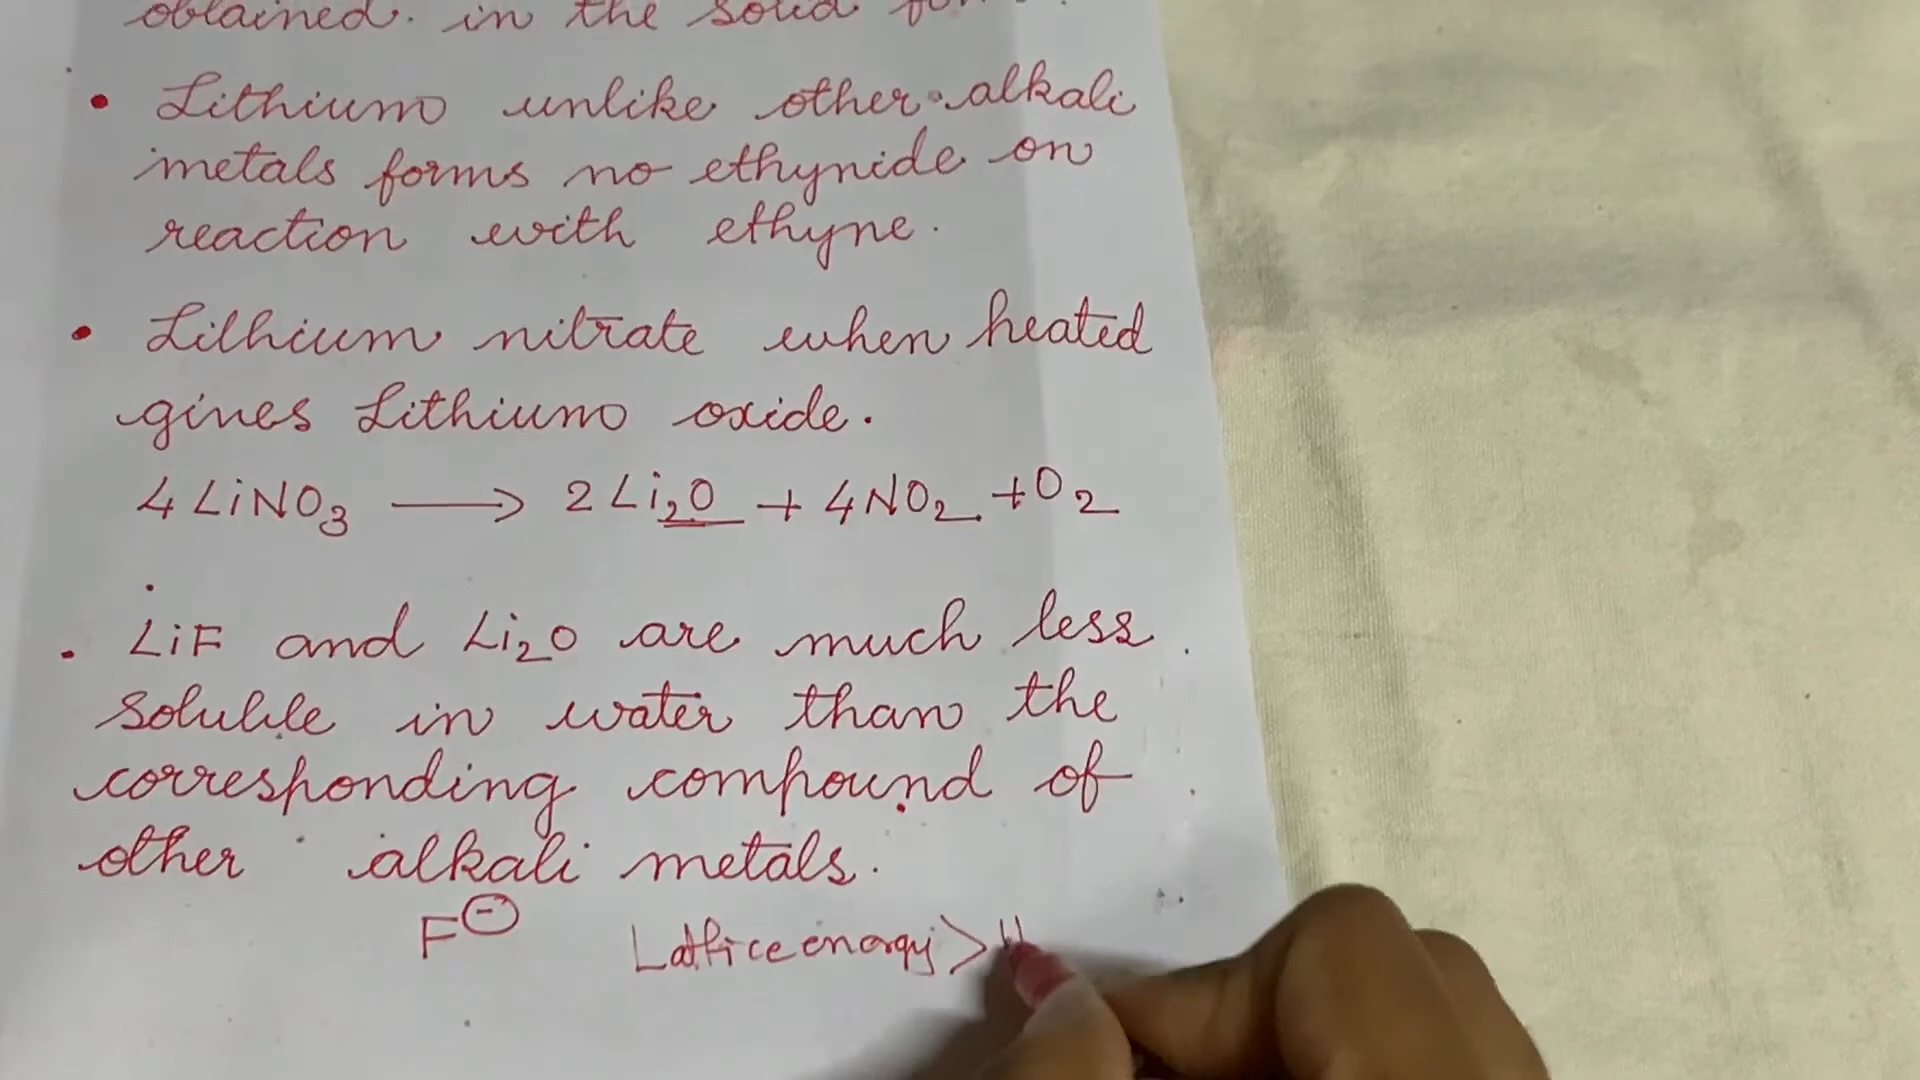 obtained. in the solid
• Lithium unlike other alkali
metals forms no ethynide on
reaction with ethyne.
• Lithium nitrate when heated
gines Lithium oxide.
4LiNO₃ ⟶ 2Li₂O + 4NO₂ + O₂
. LiF and Li₂O are much less
soluble in water than the
corresponding compound of
other alkali metals.
F⊖ Lattice energy > H